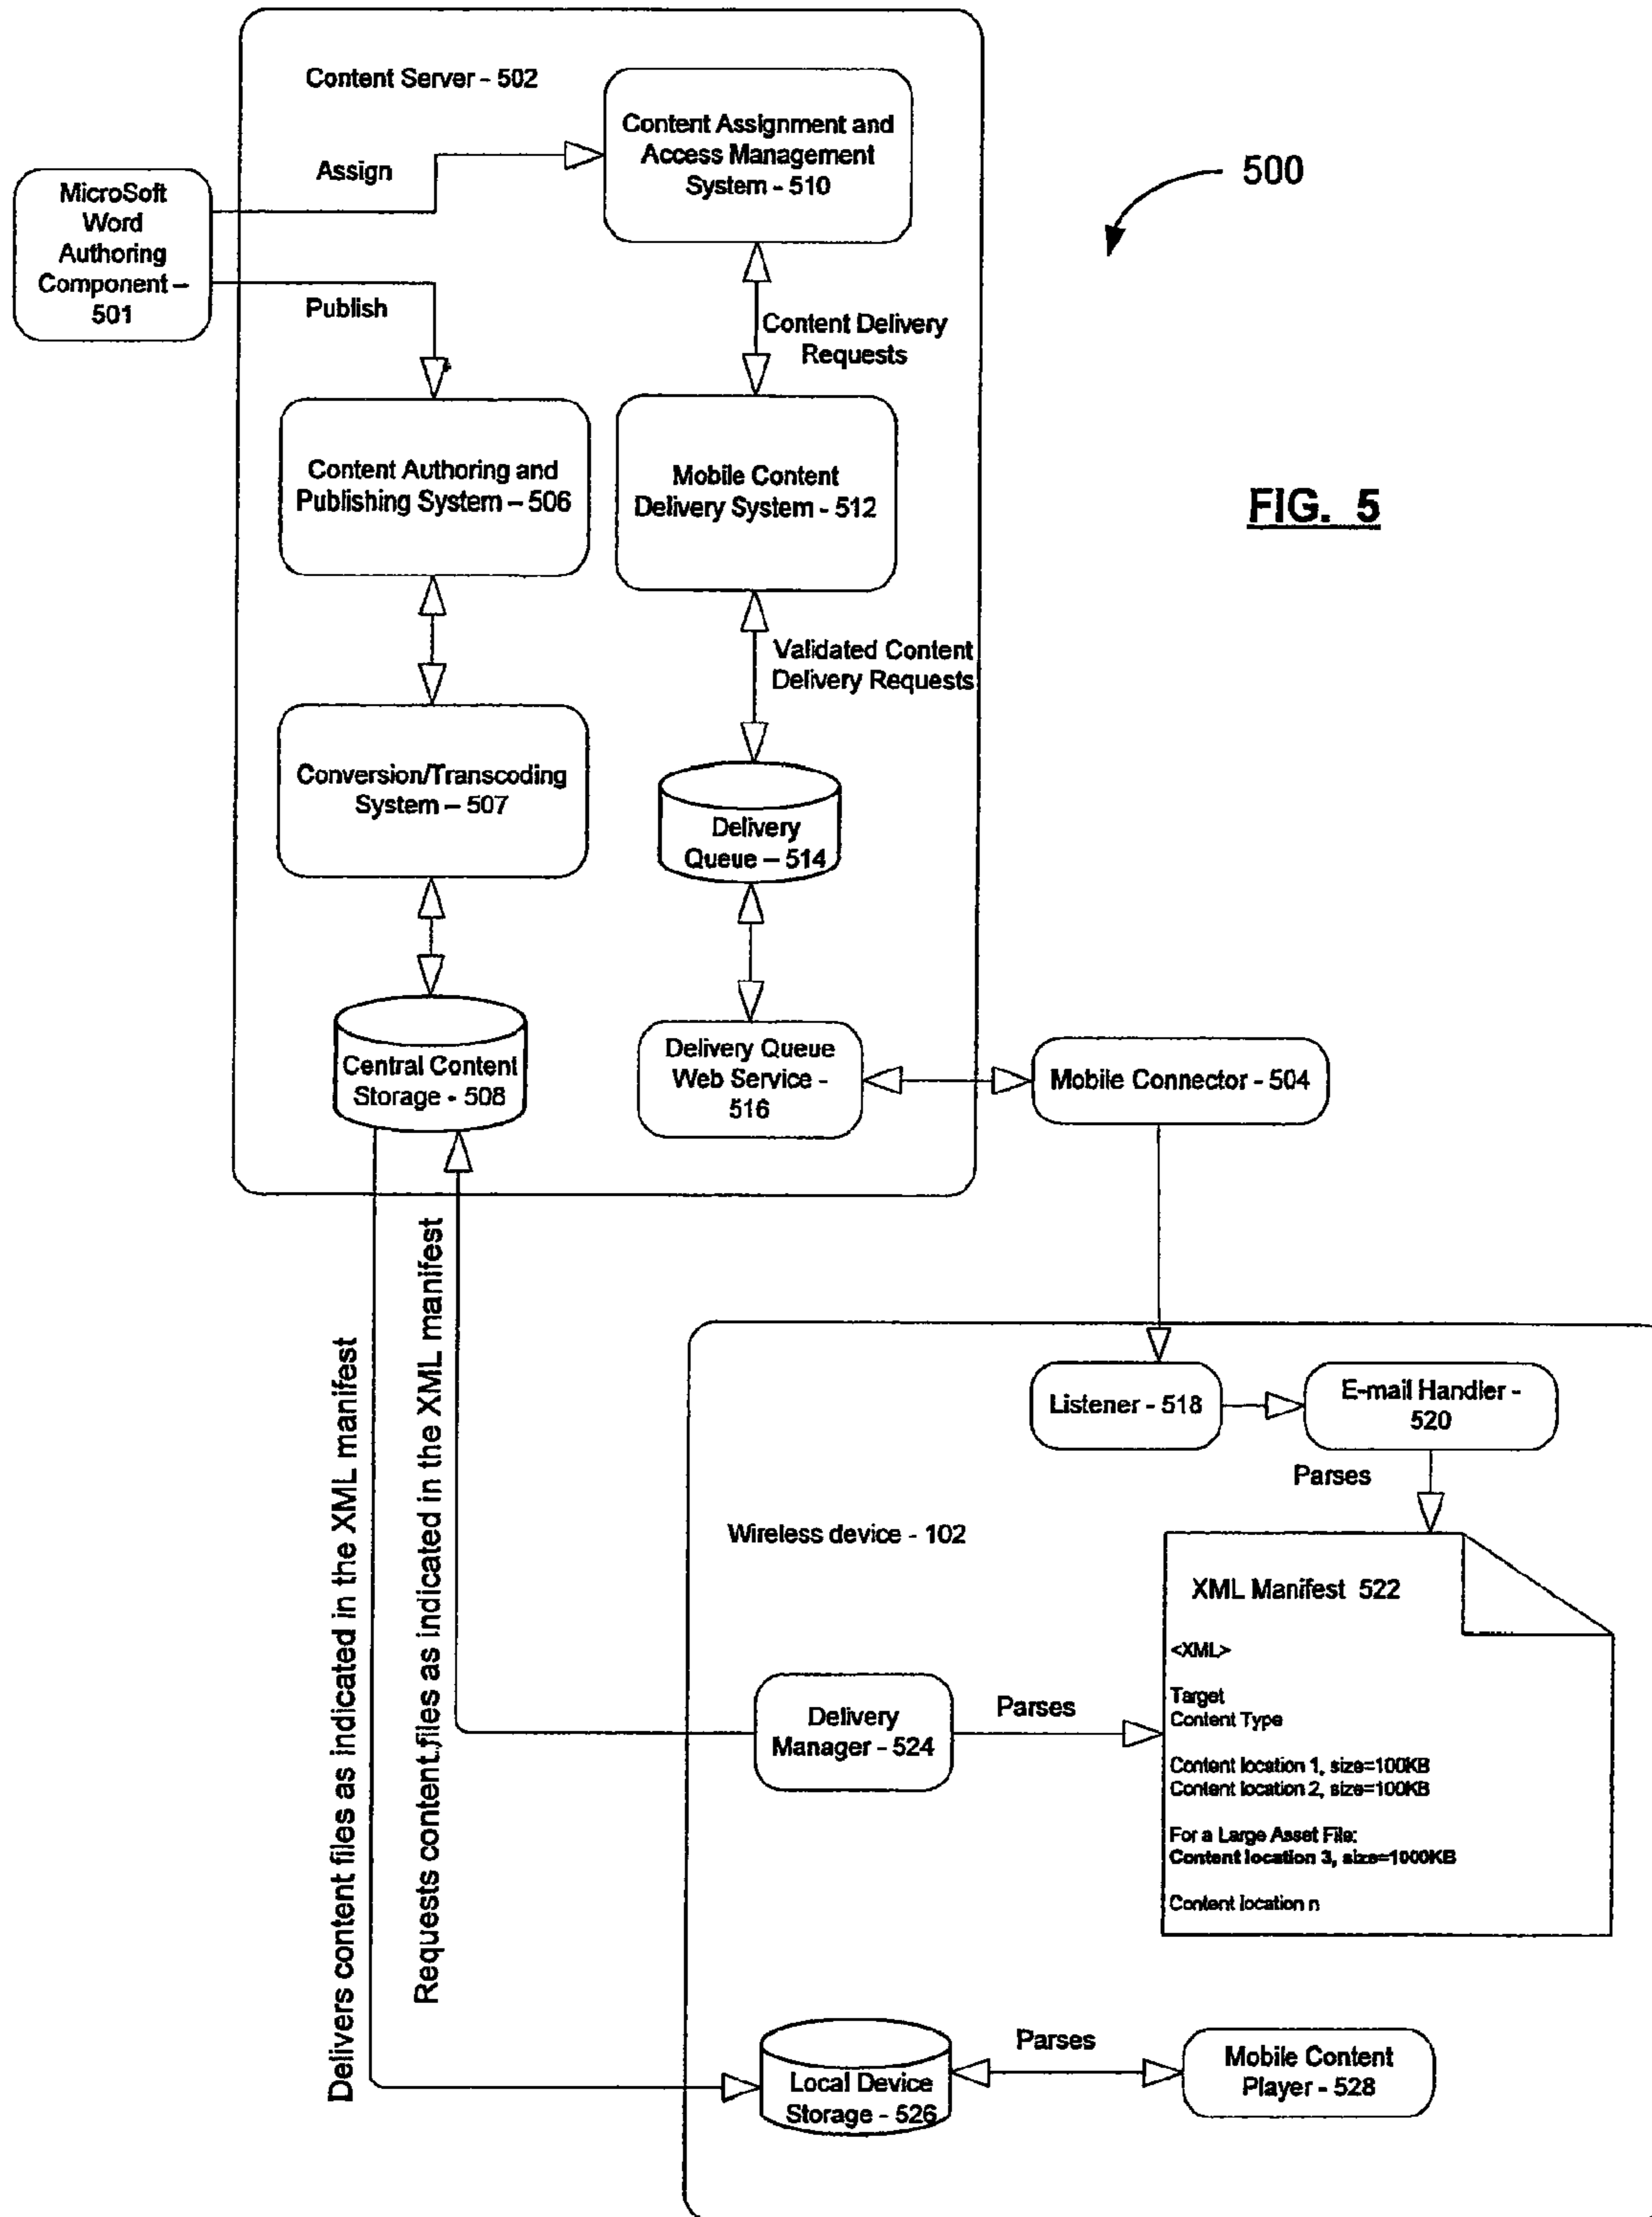 Content Server - 502
Content Assignment and
Access Management
System - 510
Assign
500
MicroSoft
Word
Authoring
Component –
501
Publish
Content Delivery
Requests
Content Authoring and
Publishing System – 506
Mobile Content
Delivery System - 512
FIG. 5
Validated Content
Delivery Requests
Conversion/Transcoding
System – 507
Delivery
Queue – 514
Central Content
Storage - 508
Delivery Queue
Web Service -
516
Mobile Connector - 504
Delivers content files as indicated in the XML manifest
Requests content files as indicated in the XML manifest
Listener - 518
E-mail Handler -
520
Parses
Wireless device - 102
XML Manifest 522
<XML>
Target
Content Type
Content location 1, size=100KB
Content location 2, size=100KB
For a Large Asset File:
Content location 3, size=1000KB
Content location n
Delivery
Manager - 524
Parses
Local Device
Storage - 526
Parses
Mobile Content
Player - 528